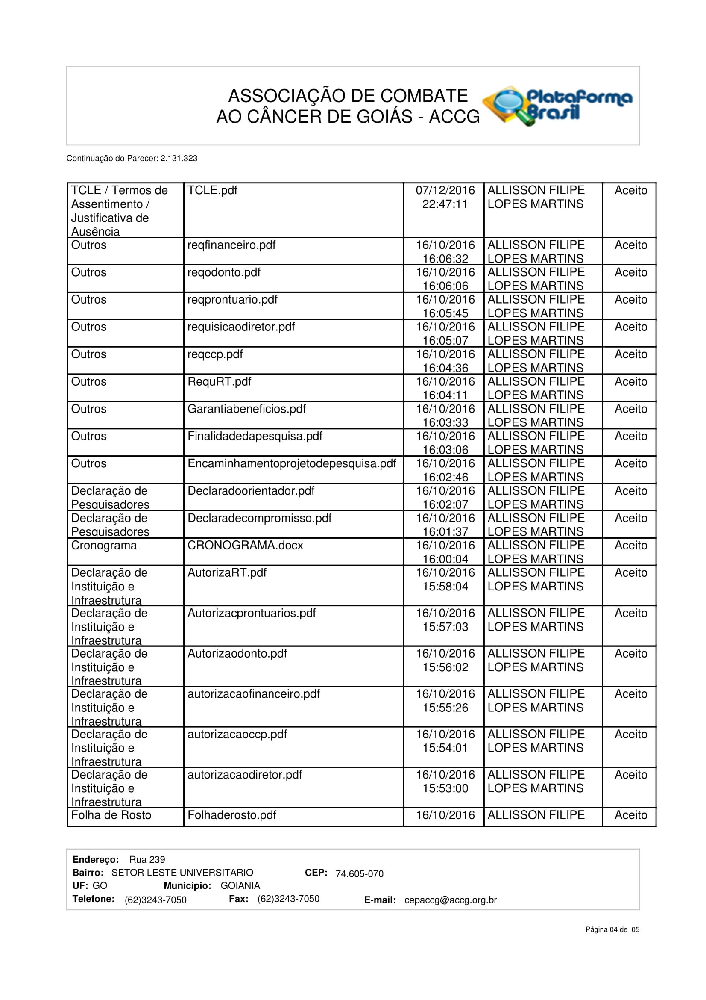 ASSOCIAÇÃO DE COMBATE
AO CÂNCER DE GOIÁS - ACCG
PlataForma
Brasil
Continuação do Parecer: 2.131.323
TCLE / Termos de TCLE.pdf 07/12/2016 ALLISSON FILIPE Aceito
Assentimento / 22:47:11 LOPES MARTINS
Justificativa de
Ausência
Outros reqfinanceiro.pdf 16/10/2016 ALLISSON FILIPE Aceito
16:06:32 LOPES MARTINS
Outros reqodonto.pdf 16/10/2016 ALLISSON FILIPE Aceito
16:06:06 LOPES MARTINS
Outros reqprontuario.pdf 16/10/2016 ALLISSON FILIPE Aceito
16:05:45 LOPES MARTINS
Outros requisicaodiretor.pdf 16/10/2016 ALLISSON FILIPE Aceito
16:05:07 LOPES MARTINS
Outros reqccp.pdf 16/10/2016 ALLISSON FILIPE Aceito
16:04:36 LOPES MARTINS
Outros RequRT.pdf 16/10/2016 ALLISSON FILIPE Aceito
16:04:11 LOPES MARTINS
Outros Garantiabeneficios.pdf 16/10/2016 ALLISSON FILIPE Aceito
16:03:33 LOPES MARTINS
Outros Finalidadedapesquisa.pdf 16/10/2016 ALLISSON FILIPE Aceito
16:03:06 LOPES MARTINS
Outros Encaminhamentoprojetodepesquisa.pdf 16/10/2016 ALLISSON FILIPE Aceito
16:02:46 LOPES MARTINS
Declaração de Declaradoorientador.pdf 16/10/2016 ALLISSON FILIPE Aceito
Pesquisadores 16:02:07 LOPES MARTINS
Declaração de Declaradecompromisso.pdf 16/10/2016 ALLISSON FILIPE Aceito
Pesquisadores 16:01:37 LOPES MARTINS
Cronograma CRONOGRAMA.docx 16/10/2016 ALLISSON FILIPE Aceito
16:00:04 LOPES MARTINS
Declaração de AutorizaRT.pdf 16/10/2016 ALLISSON FILIPE Aceito
Instituição e 15:58:04 LOPES MARTINS
Infraestrutura
Declaração de Autorizacprontuarios.pdf 16/10/2016 ALLISSON FILIPE Aceito
Instituição e 15:57:03 LOPES MARTINS
Infraestrutura
Declaração de Autorizaodonto.pdf 16/10/2016 ALLISSON FILIPE Aceito
Instituição e 15:56:02 LOPES MARTINS
Infraestrutura
Declaração de autorizacaofinanceiro.pdf 16/10/2016 ALLISSON FILIPE Aceito
Instituição e 15:55:26 LOPES MARTINS
Infraestrutura
Declaração de autorizacaoccp.pdf 16/10/2016 ALLISSON FILIPE Aceito
Instituição e 15:54:01 LOPES MARTINS
Infraestrutura
Declaração de autorizacaodiretor.pdf 16/10/2016 ALLISSON FILIPE Aceito
Instituição e 15:53:00 LOPES MARTINS
Infraestrutura
Folha de Rosto Folhaderosto.pdf 16/10/2016 ALLISSON FILIPE Aceito
Endereço: Rua 239
Bairro: SETOR LESTE UNIVERSITARIO CEP: 74.605-070
UF: GO Município: GOIANIA
Telefone: (62)3243-7050 Fax: (62)3243-7050 E-mail: cepaccg@accg.org.br
Página 04 de 05